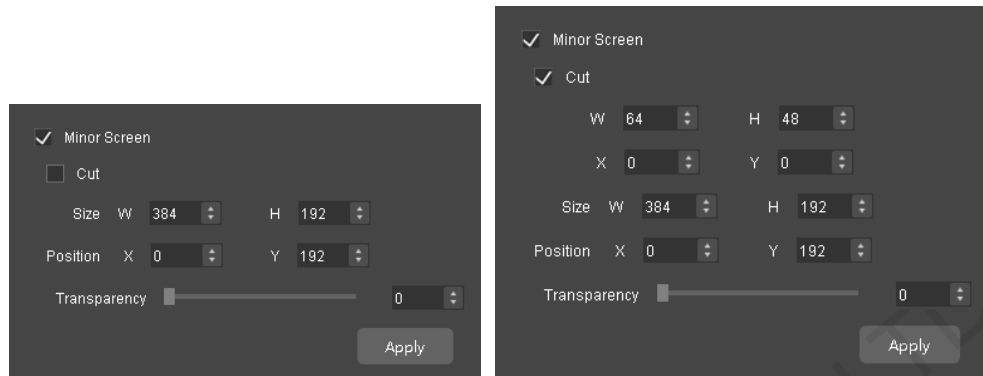 Minor Screen
Cut
Size W 384 H 192
Position X 0 Y 192
Transparency 0
Apply
Minor Screen
Cut
W 64 H 48
X 0 Y 0
Size W 384 H 192
Position X 0 Y 192
Transparency 0
Apply